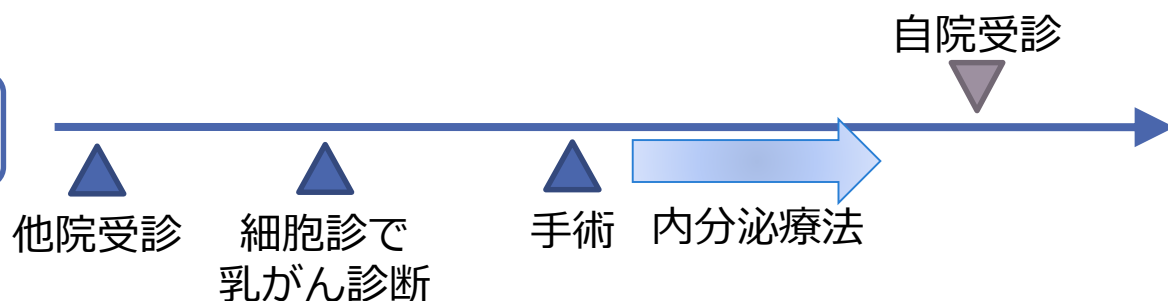 自院受診
他院受診
細胞診で
乳がん診断
手術
内分泌療法